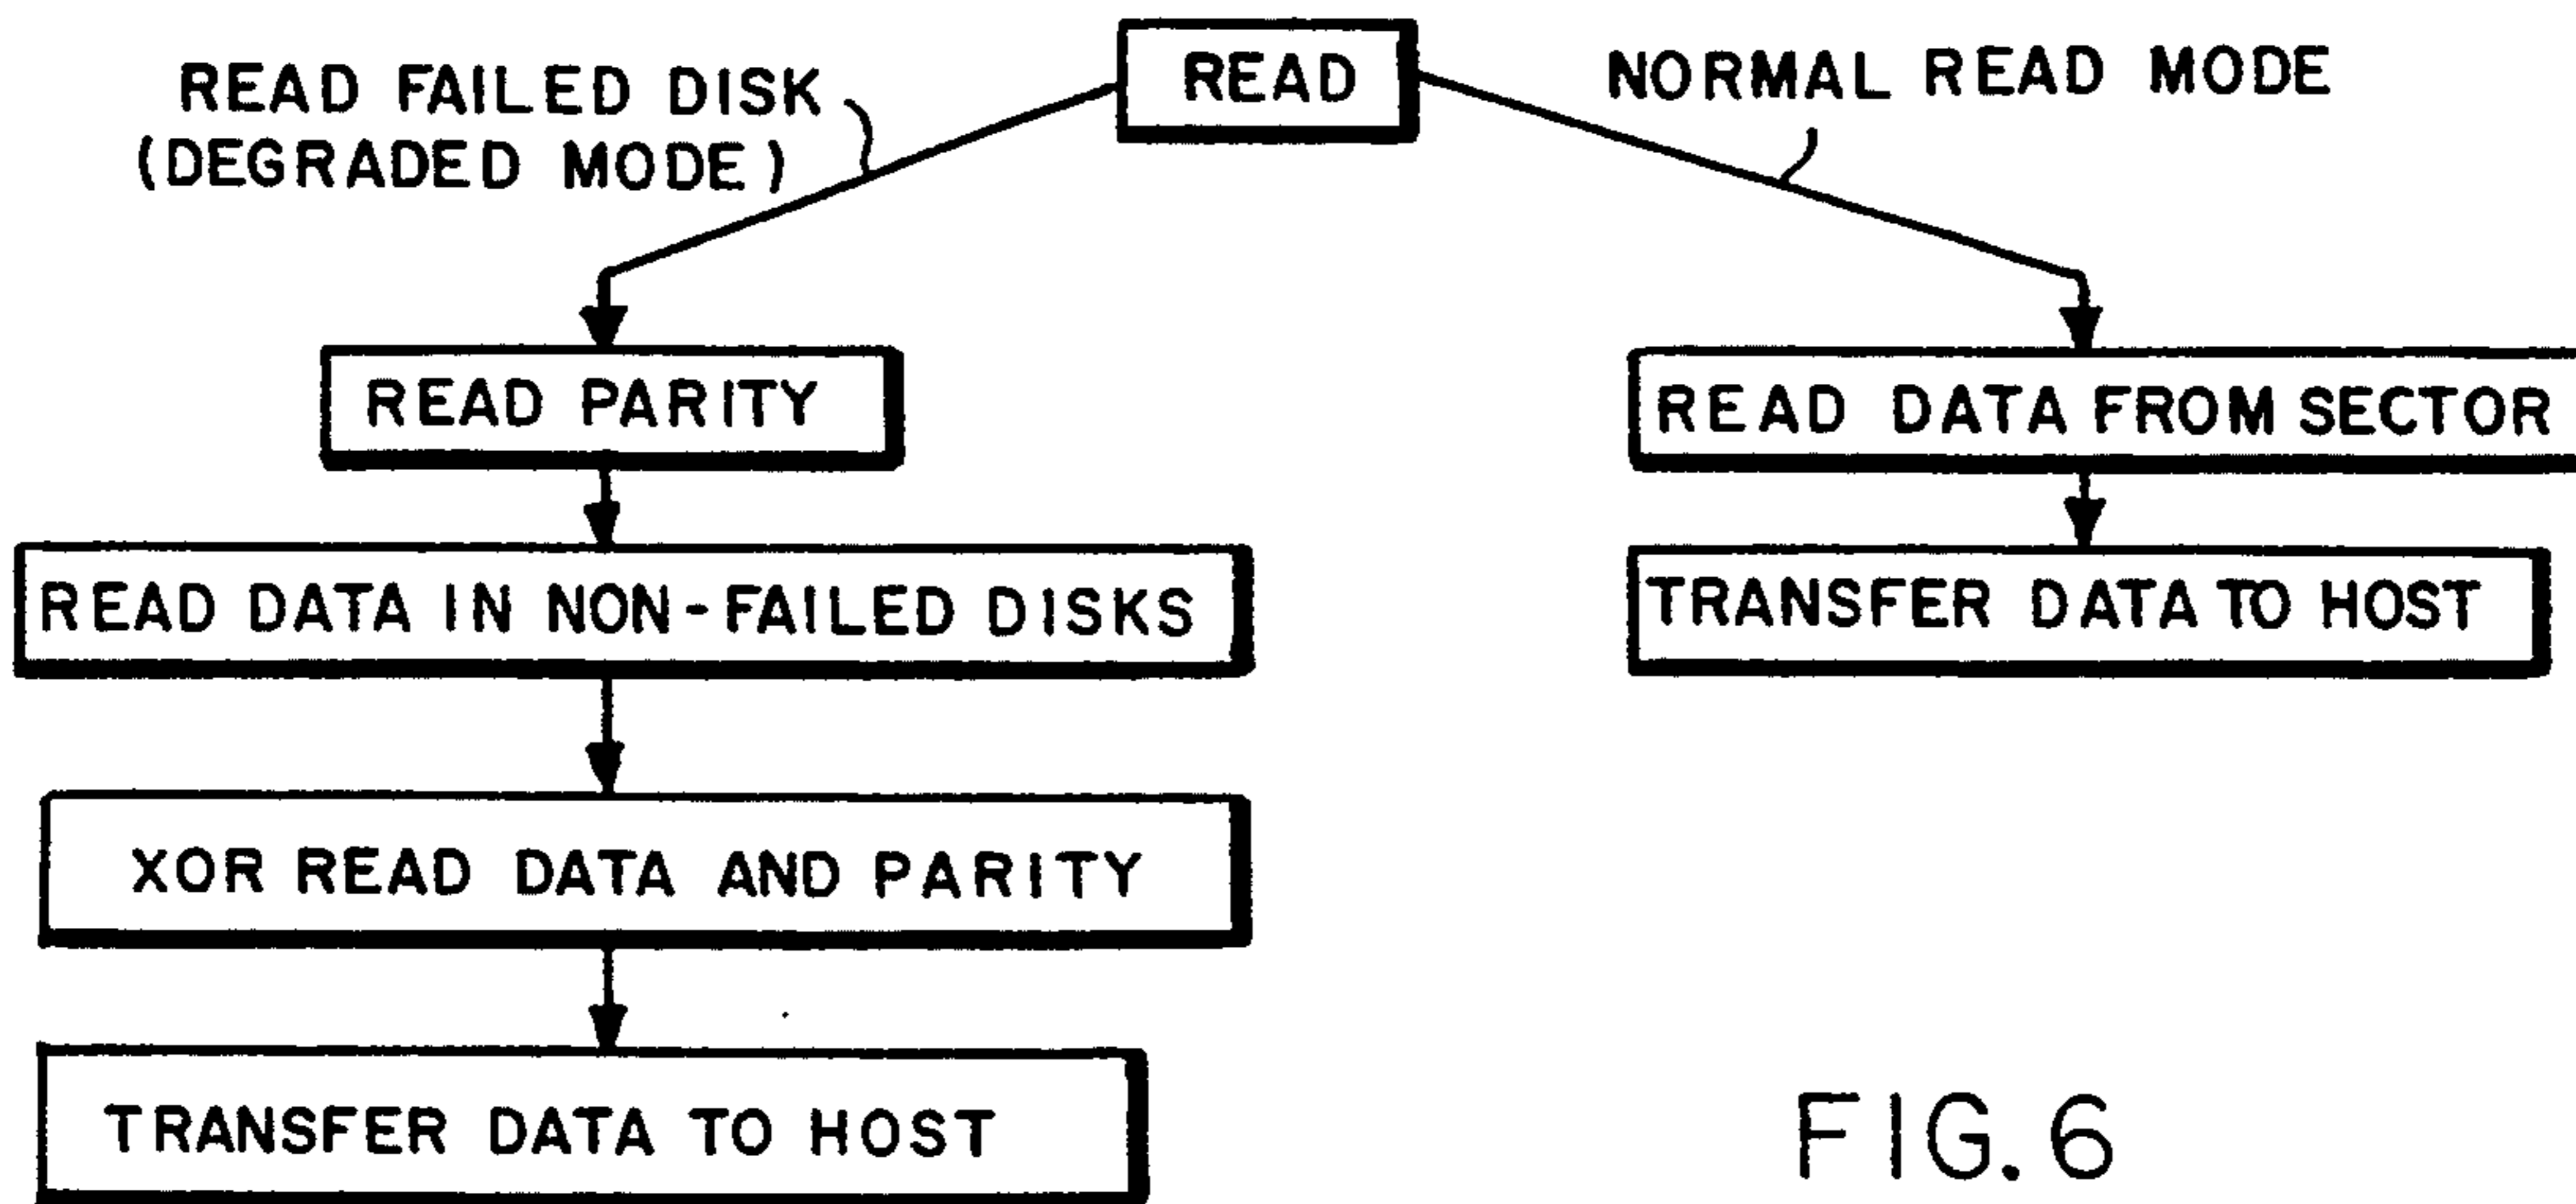 READ
READ FAILED DISK
(DEGRADED MODE)
NORMAL READ MODE
READ PARITY
READ DATA IN NON-FAILED DISKS
XOR READ DATA AND PARITY
TRANSFER DATA TO HOST
READ DATA FROM SECTOR
TRANSFER DATA TO HOST
FIG. 6